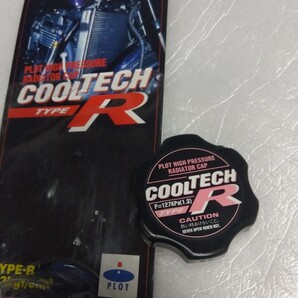 PLOT HIGH PRESSURE
RADIATOR CAP
COOLTECH
TYPE R
YPE-R
PLOT
PLOT HIGH PRESSURE
RADIATOR CAP
COOLTECH
P=127kPa(1.3)
TYPE R
CAUTION
NEVER OPEN WHEN HOT.